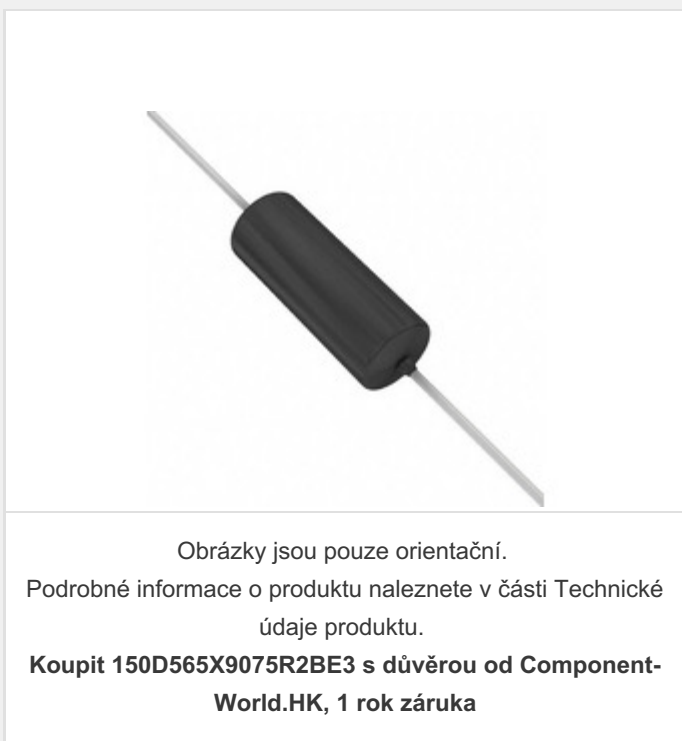 Obrázky jsou pouze orientační.
Podrobné informace o produktu naleznete v části Technické
údaje produktu.
Koupit 150D565X9075R2BE3 s důvěrou od Component-
World.HK, 1 rok záruka